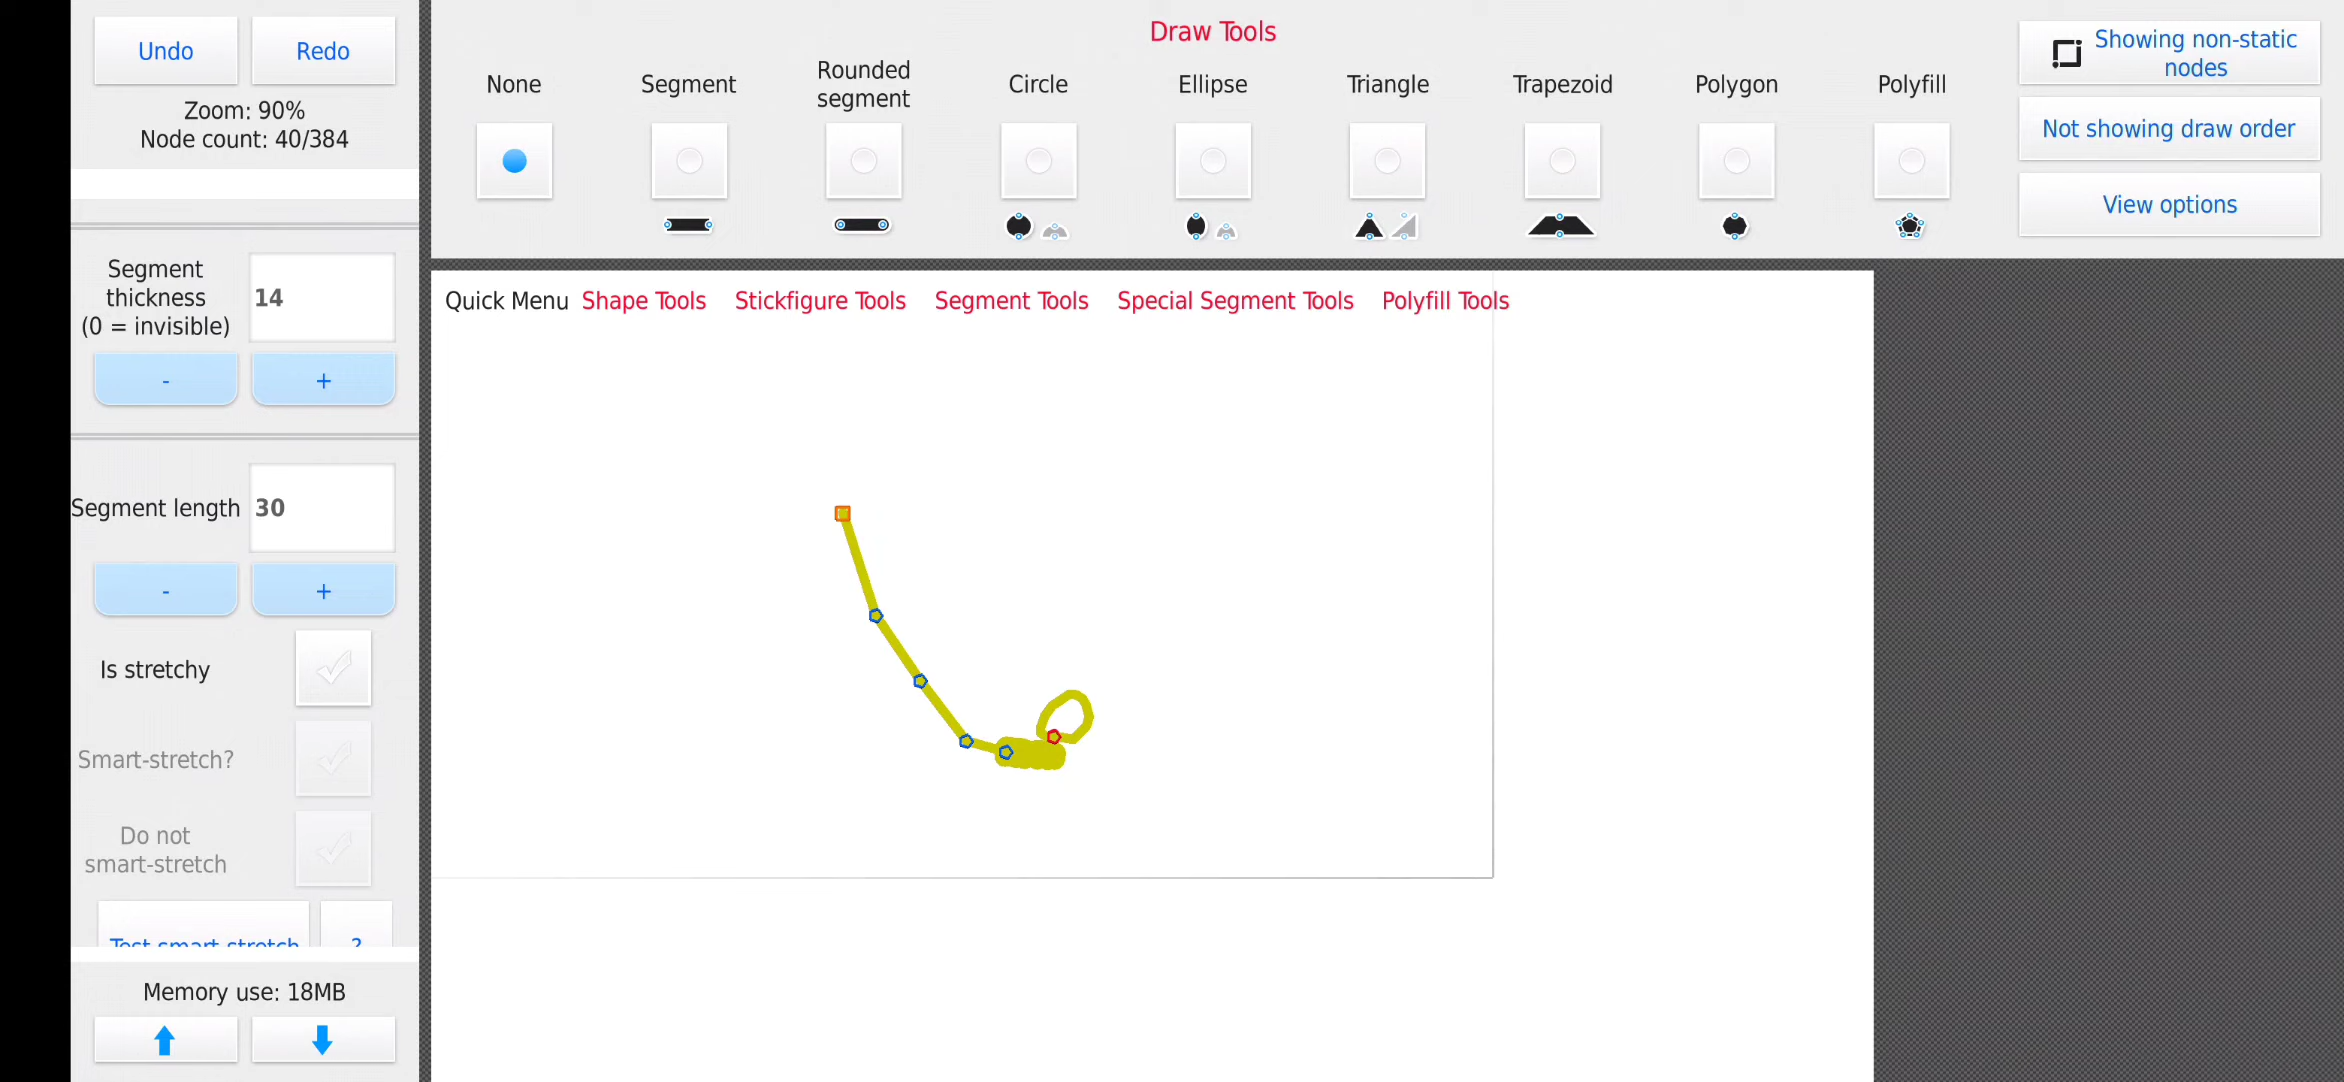 Undo
Redo
Zoom: 90%
Node count: 40/384
Segment
thickness
(0 = invisible)
14
-
+
Segment length
30
-
+
Is stretchy
Smart-stretch?
Do not
smart-stretch
Test smart-stretch
?
Memory use: 18MB
Draw Tools
None
Segment
Rounded
segment
Circle
Ellipse
Triangle
Trapezoid
Polygon
Polyfill
Showing non-static
nodes
Not showing draw order
View options
Quick Menu
Shape Tools
Stickfigure Tools
Segment Tools
Special Segment Tools
Polyfill Tools